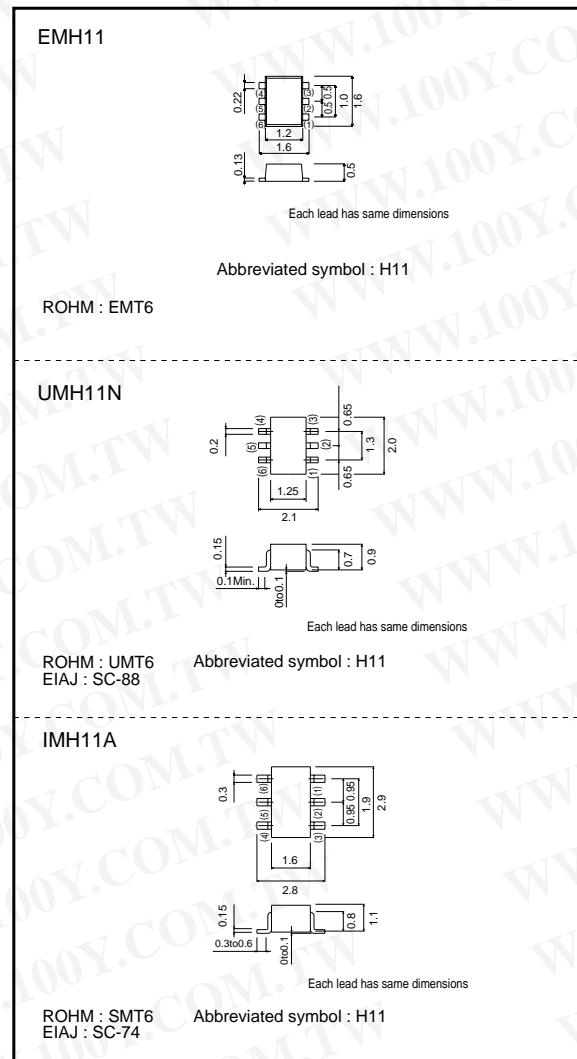 EMH11
0.22
(4)
(3)
(5)
(2)
(6)
(1)
0.5 0.5
1.0
1.6
1.2
1.6
0.13
0.5
Each lead has same dimensions
Abbreviated symbol : H11
ROHM : EMT6
UMH11N
0.2
(4)
(3)
(5)
(2)
(6)
(1)
0.65
1.3
2.0
0.65
1.25
2.1
0.15
0.1Min.
0to0.1
0.7
0.9
Each lead has same dimensions
ROHM : UMT6 Abbreviated symbol : H11
EIAJ : SC-88
IMH11A
0.3
(6)
(1)
(5)
(2)
(4)
(3)
0.95 0.95
1.9
2.9
1.6
2.8
0.15
0.3to0.6
0to0.1
0.8
1.1
Each lead has same dimensions
ROHM : SMT6 Abbreviated symbol : H11
EIAJ : SC-74
WWW.100Y.COM.TW